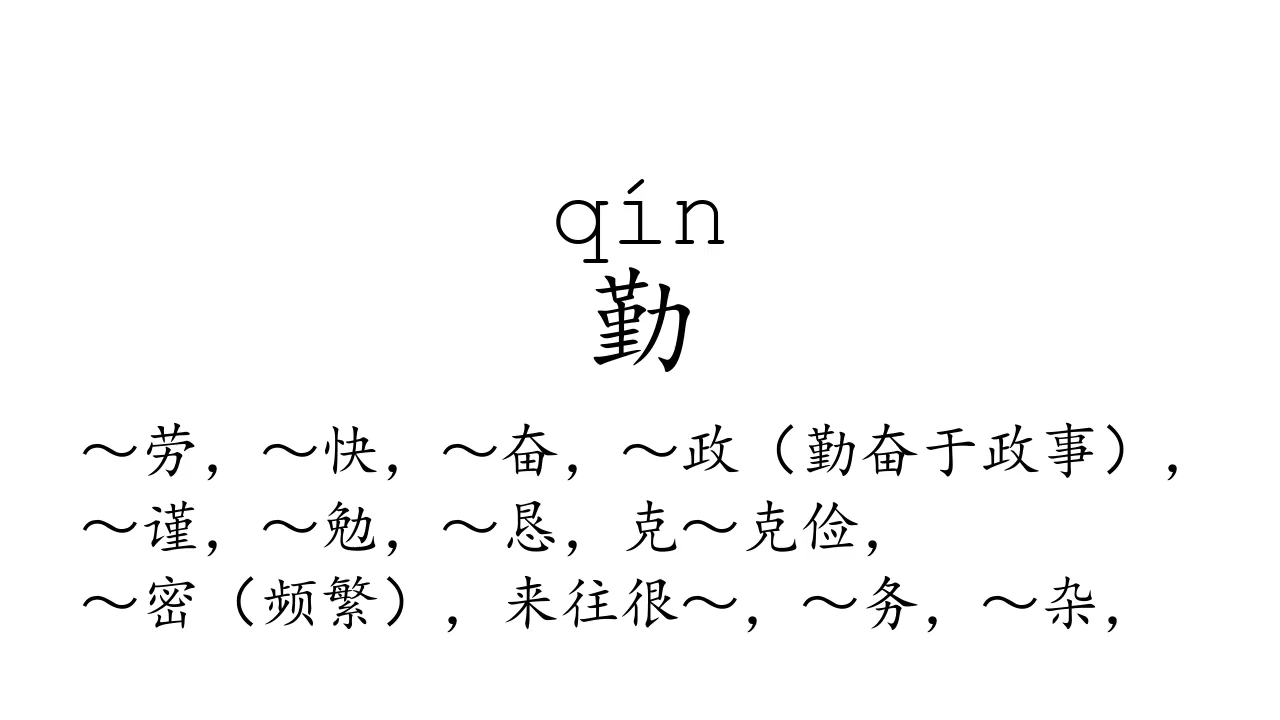 qín
勤
～劳，～快，～奋，～政（勤奋于政事），
～谨，～勉，～恳，克～克俭，
～密（频繁），来往很～，～务，～杂，